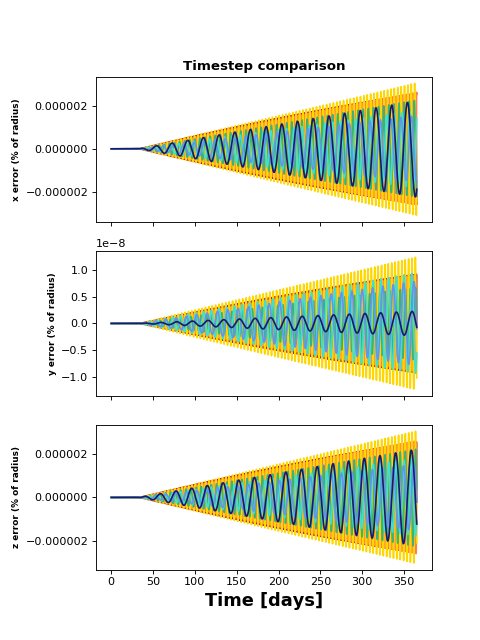 Timestep comparison
x error (% of radius)
0.000002
0.000000
−0.000002
1e−8
y error (% of radius)
1.0
0.5
0.0
−0.5
−1.0
z error (% of radius)
0.000002
0.000000
−0.000002
0 50 100 150 200 250 300 350
Time [days]